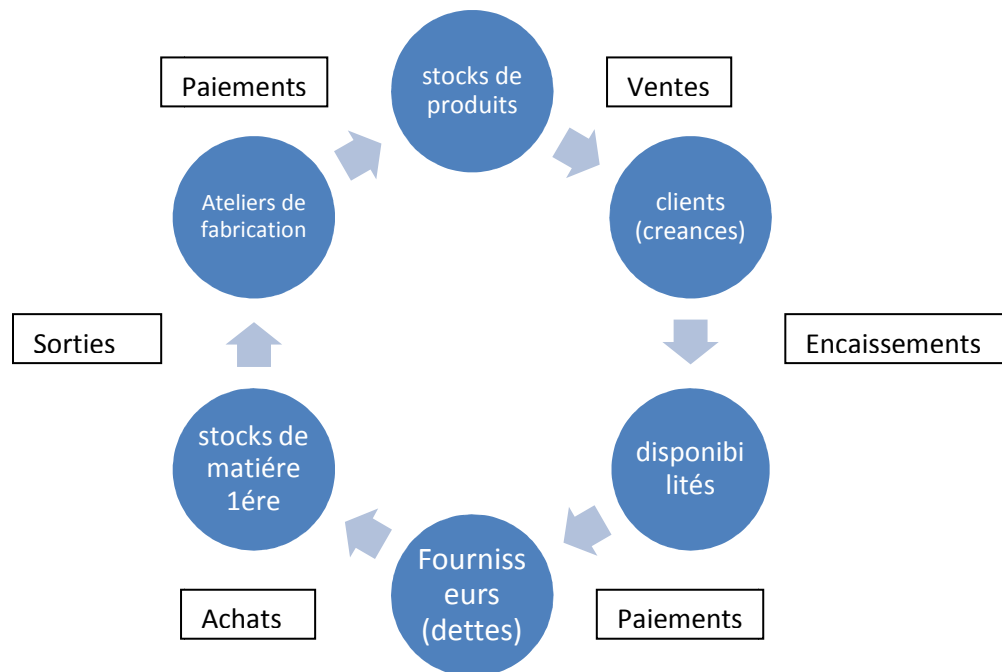 stocks de
produits
Paiements
Ventes
Ateliers de
fabrication
clients
(creances)
Sorties
Encaissements
stocks de
matiére
1ére
disponibi
lités
Fourniss
eurs
(dettes)
Achats
Paiements